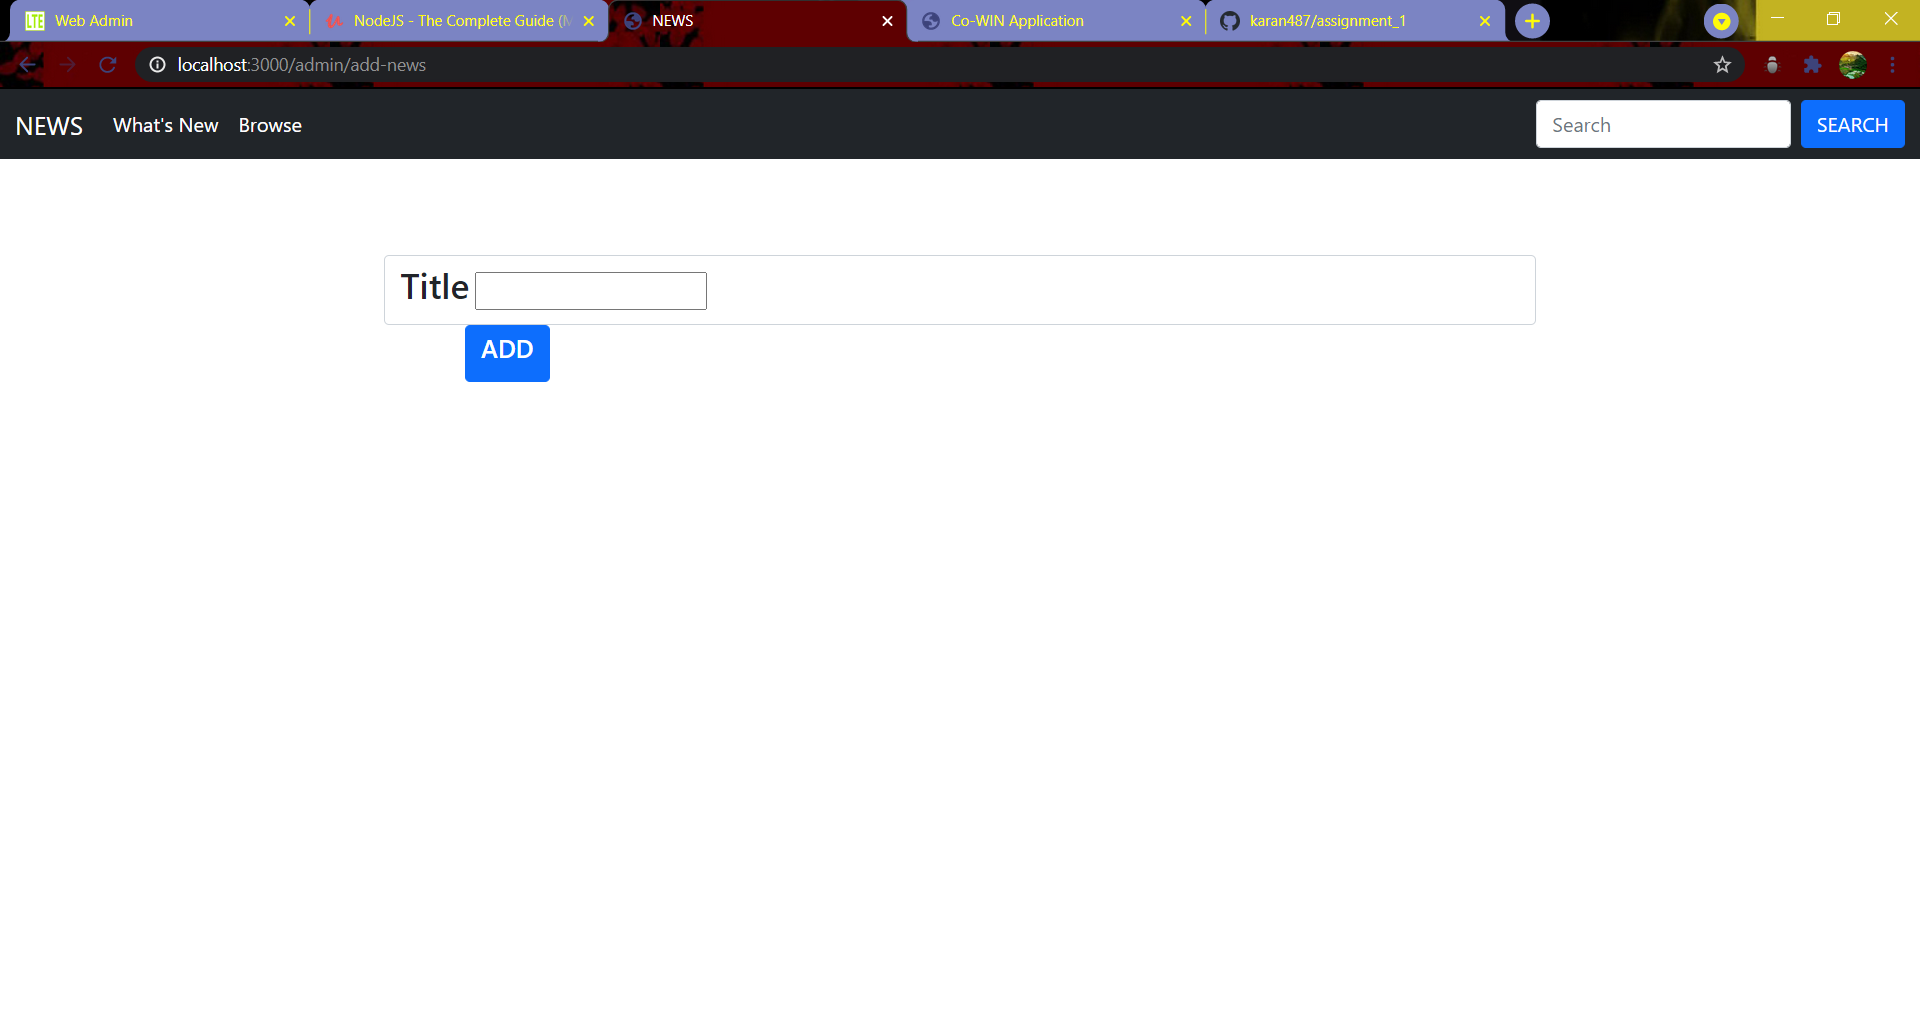 LTE Web Admin
NodeJS - The Complete Guide (M
NEWS
Co-WIN Application
karan487/assignment_1
localhost:3000/admin/add-news
NEWS What's New Browse
Search SEARCH
Title
ADD